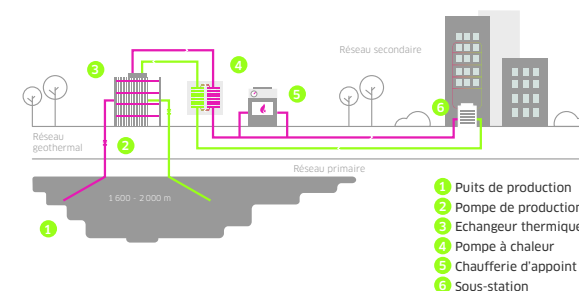 Réseau secondaire
3
4
5
6
Réseau
geothermal
2
Réseau primaire
1 600 - 2 000 m
1
1 Puits de production
2 Pompe de production
3 Echangeur thermique
4 Pompe à chaleur
5 Chaufferie d'appoint
6 Sous-station